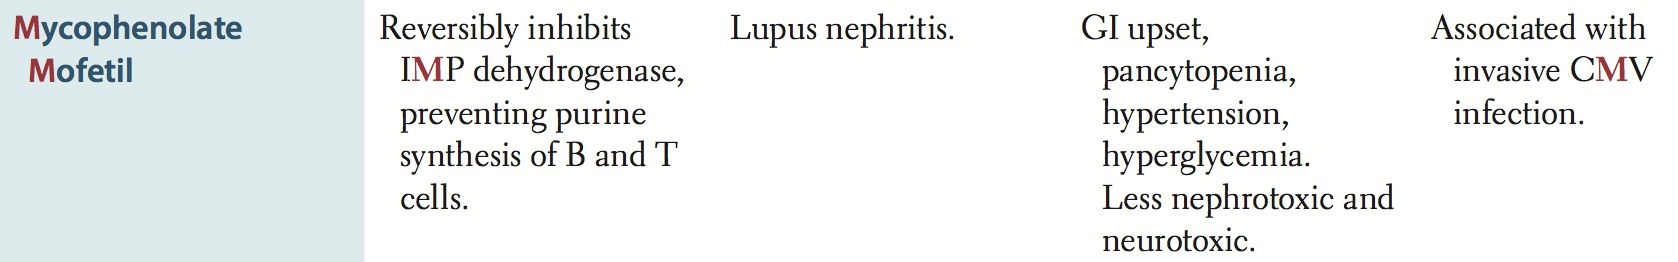 Mycophenolate
Mofetil
Reversibly inhibits
IMP dehydrogenase,
preventing purine
synthesis of B and T
cells.
Lupus nephritis.
GI upset,
pancytopenia,
hypertension,
hyperglycemia.
Less nephrotoxic and
neurotoxic.
Associated with
invasive CMV
infection.